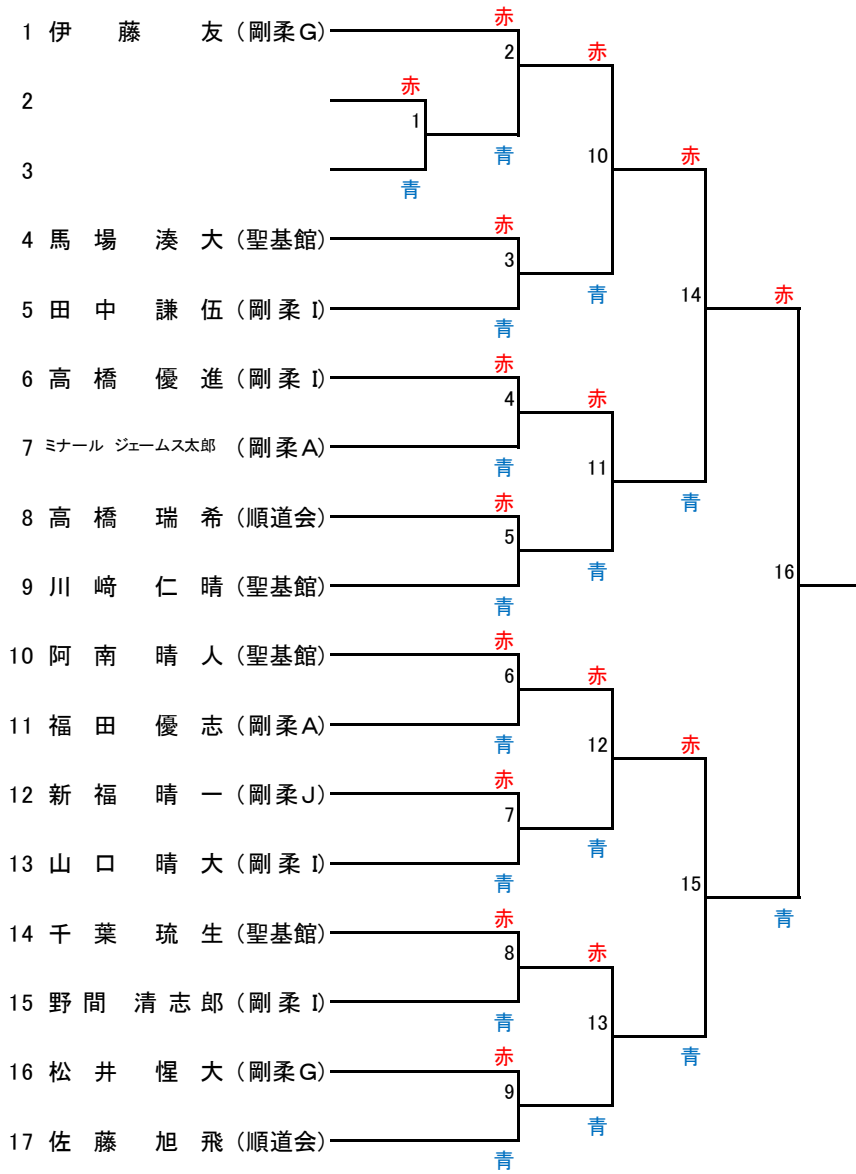 赤
1 伊藤 友 (剛柔G)
2
赤
2 赤
1
青
10 赤
3 青
赤
4 馬場 湊大 (聖基館)
3
5 田中 謙伍 (剛柔I) 青 14 赤
青
赤
6 高橋 優進 (剛柔I)
4 赤
7 ミナール ジェームス太郎 (剛柔A)
青 11
赤 青
8 高橋 瑞希 (順道会)
5
青 16
9 川﨑 仁晴 (聖基館)
青
赤
10 阿南 晴人 (聖基館)
6 赤
11 福田 優志 (剛柔A)
青 12 赤
赤
12 新福 晴一 (剛柔J)
7
青
13 山口 晴大 (剛柔I)
青 15
赤 青
14 千葉 琉生 (聖基館)
8 赤
15 野間 清志郎 (剛柔I)
青 13
赤 青
16 松井 惺大 (剛柔G)
9
青
17 佐藤 旭飛 (順道会)
青